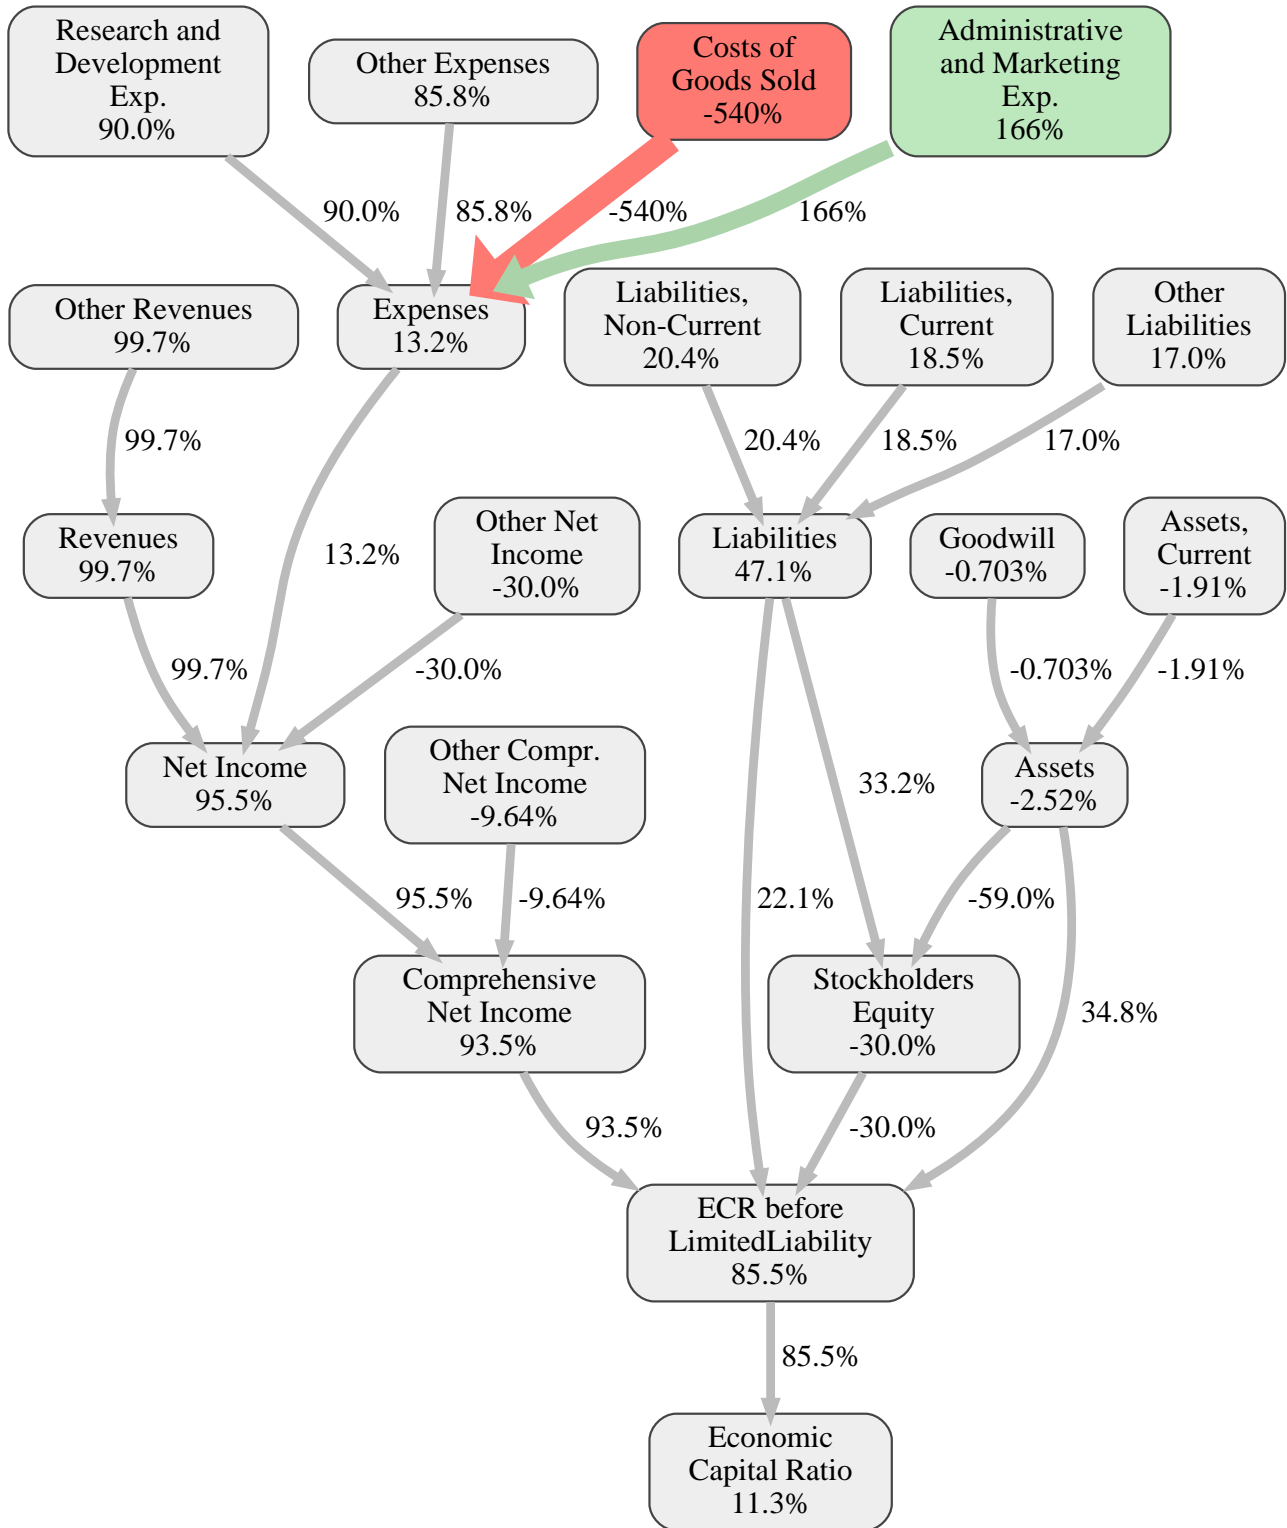 Research and
Development
Exp.
90.0%
Other Expenses
85.8%
Costs of
Goods Sold
-540%
Administrative
and Marketing
Exp.
166%
90.0%
85.8%
-540%
166%
Other Revenues
99.7%
Expenses
13.2%
Liabilities,
Non-Current
20.4%
Liabilities,
Current
18.5%
Other
Liabilities
17.0%
99.7%
20.4%
18.5%
17.0%
Revenues
99.7%
13.2%
Other Net
Income
-30.0%
Liabilities
47.1%
Goodwill
-0.703%
Assets,
Current
-1.91%
99.7%
-30.0%
-0.703%
-1.91%
Net Income
95.5%
Other Compr.
Net Income
-9.64%
33.2%
Assets
-2.52%
95.5%
-9.64%
22.1%
-59.0%
Comprehensive
Net Income
93.5%
Stockholders
Equity
-30.0%
34.8%
93.5%
-30.0%
ECR before
LimitedLiability
85.5%
85.5%
Economic
Capital Ratio
11.3%